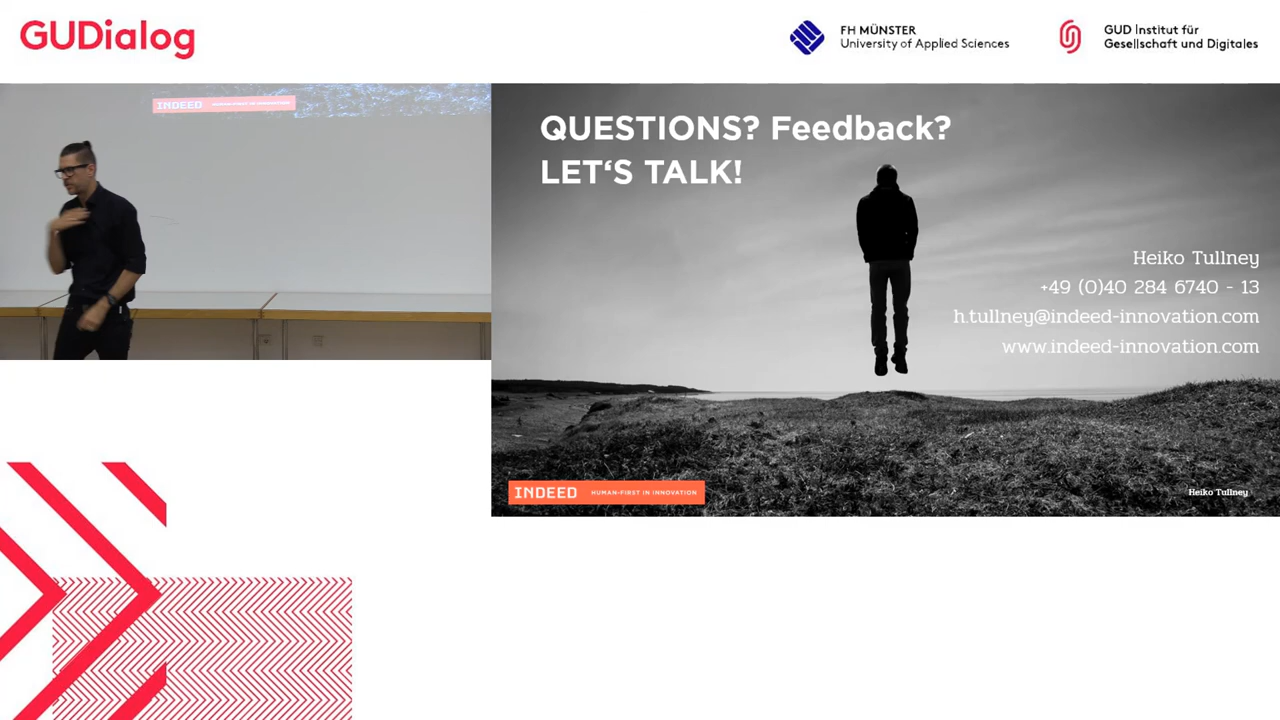 GUDialog
FH MÜNSTER
University of Applied Sciences
GUD Institut für
Gesellschaft und Digitales
INDEED
QUESTIONS? Feedback?
LET‘S TALK!
Heiko Tullney
+49 (0)40 284 6740 - 13
h.tullney@indeed-innovation.com
www.indeed-innovation.com
INDEED HUMAN-FIRST IN INNOVATION
Heiko Tullney